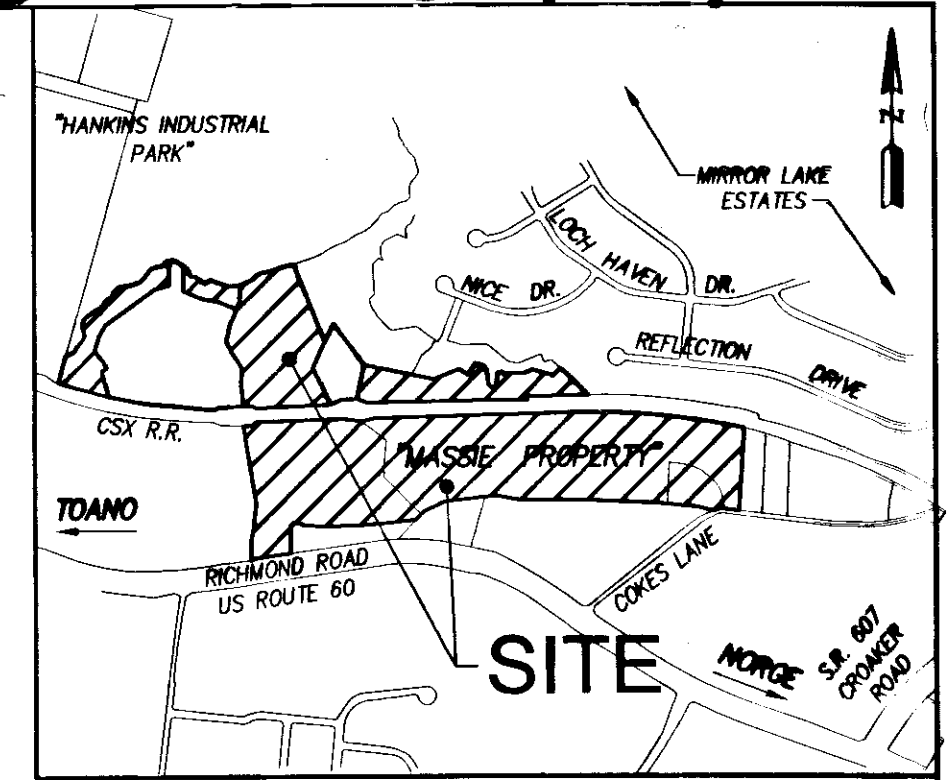 "HANKINS INDUSTRIAL
PARK"
N
MIRROR LAKE
ESTATES
LOCH HAVEN DR.
NICE DR.
REFLECTION DRIVE
CSX R.R.
"MASSIE PROPERTY"
TOANO
RICHMOND ROAD
US ROUTE 60
COKES LANE
SITE
NORGE
S.R. 607
CROAKER
ROAD